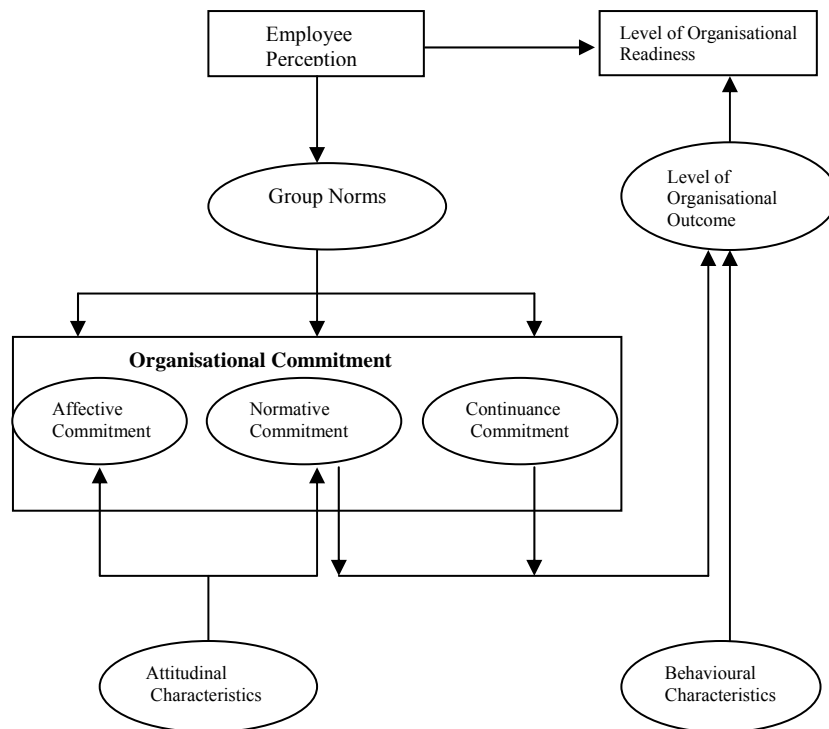 Employee
Perception
Level of Organisational
Readiness
Group Norms
Level of
Organisational
Outcome
Organisational Commitment
Affective
Commitment
Normative
Commitment
Continuance
Commitment
Attitudinal
Characteristics
Behavioural
Characteristics